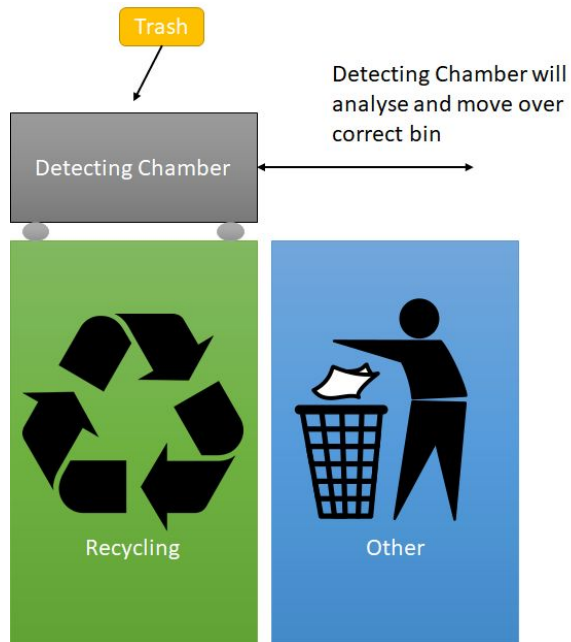 Trash
Detecting Chamber will
analyse and move over
correct bin
Detecting Chamber
Recycling
Other